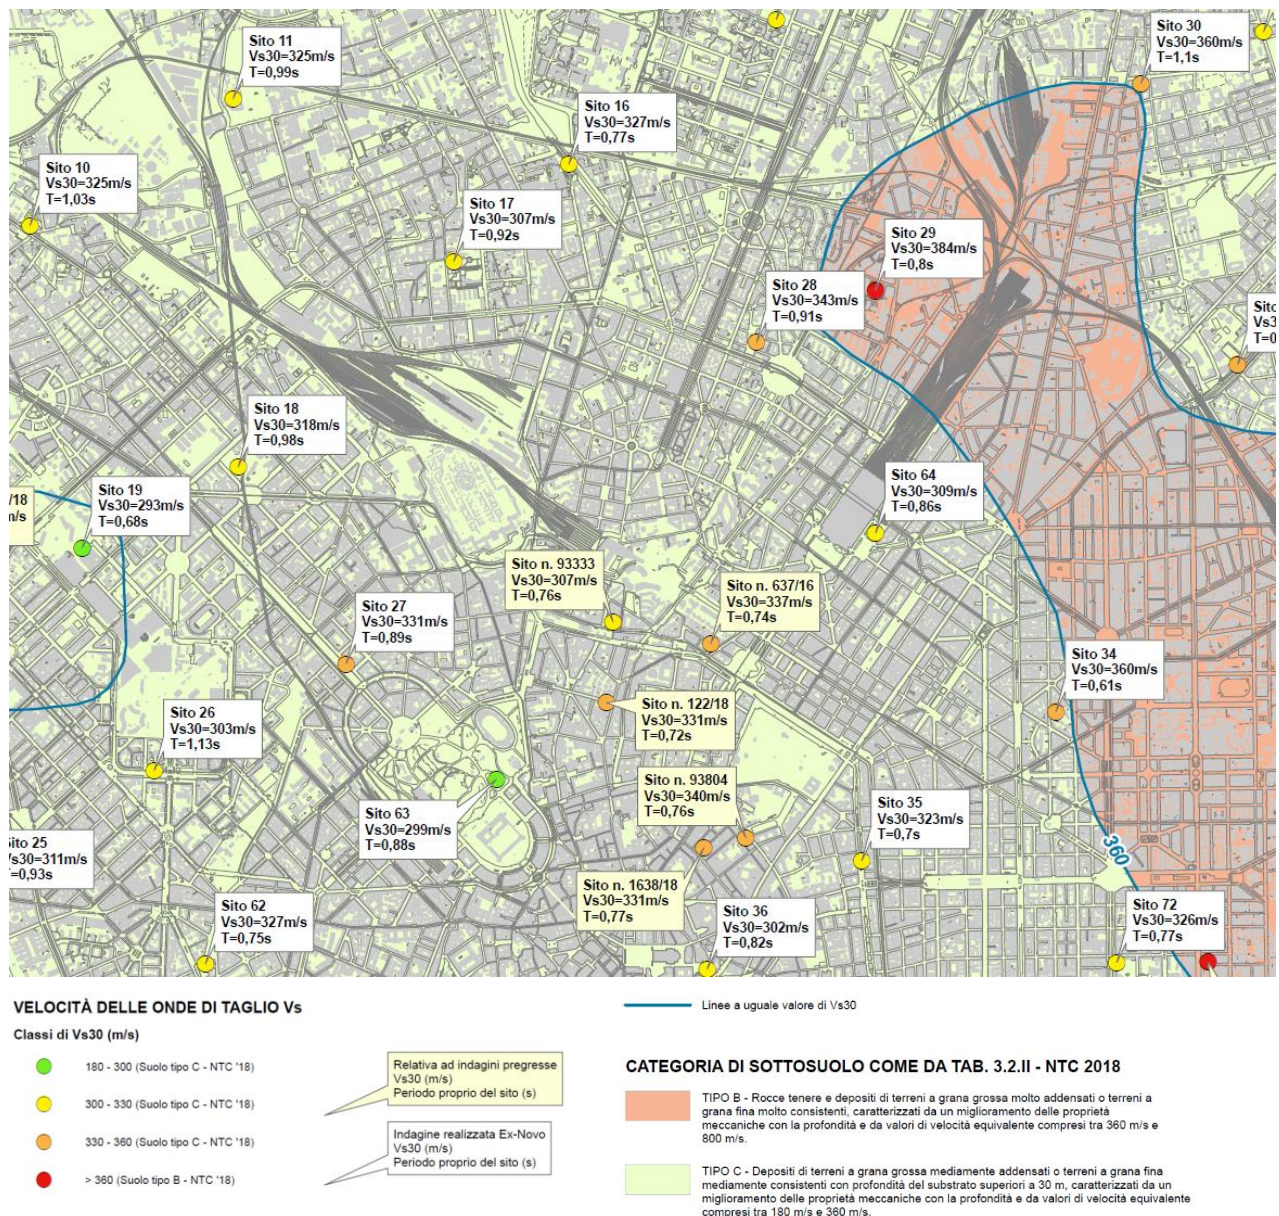 Sito 11
Vs30=325m/s
T=0,99s
Sito 30
Vs30=360m/s
T=1,1s
Sito 16
Vs30=327m/s
T=0,77s
Sito 10
Vs30=325m/s
T=1,03s
Sito 17
Vs30=307m/s
T=0,92s
Sito 29
Vs30=384m/s
T=0,8s
Sito 28
Vs30=343m/s
T=0,91s
Sito 18
Vs30=318m/s
T=0,98s
Sito 19
Vs30=293m/s
T=0,68s
/18
m/s
Sito 64
Vs30=309m/s
T=0,86s
Sito n. 93333
Vs30=307m/s
T=0,76s
Sito n. 637/16
Vs30=337m/s
T=0,74s
Sito 27
Vs30=331m/s
T=0,89s
Sito 34
Vs30=360m/s
T=0,61s
Sito 26
Vs30=303m/s
T=1,13s
Sito n. 122/18
Vs30=331m/s
T=0,72s
Sito n. 93804
Vs30=340m/s
T=0,76s
Sito 63
Vs30=299m/s
T=0,88s
Sito 35
Vs30=323m/s
T=0,7s
Sito 25
Vs30=311m/s
T=0,93s
360
Sito n. 1638/18
Vs30=331m/s
T=0,77s
Sito 62
Vs30=327m/s
T=0,75s
Sito 36
Vs30=302m/s
T=0,82s
Sito 72
Vs30=326m/s
T=0,77s
VELOCITÀ DELLE ONDE DI TAGLIO Vs
Classi di Vs30 (m/s)
180 - 300 (Suolo tipo C - NTC '18)
300 - 330 (Suolo tipo C - NTC '18)
330 - 360 (Suolo tipo C - NTC '18)
> 360 (Suolo tipo B - NTC '18)
Relativa ad indagini pregresse
Vs30 (m/s)
Periodo proprio del sito (s)
Indagine realizzata Ex-Novo
Vs30 (m/s)
Periodo proprio del sito (s)
Linee a uguale valore di Vs30
CATEGORIA DI SOTTOSUOLO COME DA TAB. 3.2.II - NTC 2018
TIPO B - Rocce tenere e depositi di terreni a grana grossa molto addensati o terreni a
grana fina molto consistenti, caratterizzati da un miglioramento delle proprietà
meccaniche con la profondità e da valori di velocità equivalente compresi tra 360 m/s e
800 m/s.
TIPO C - Depositi di terreni a grana grossa mediamente addensati o terreni a grana fina
mediamente consistenti con profondità del substrato superiori a 30 m, caratterizzati da un
miglioramento delle proprietà meccaniche con la profondità e da valori di velocità equivalente
compresi tra 180 m/s e 360 m/s.